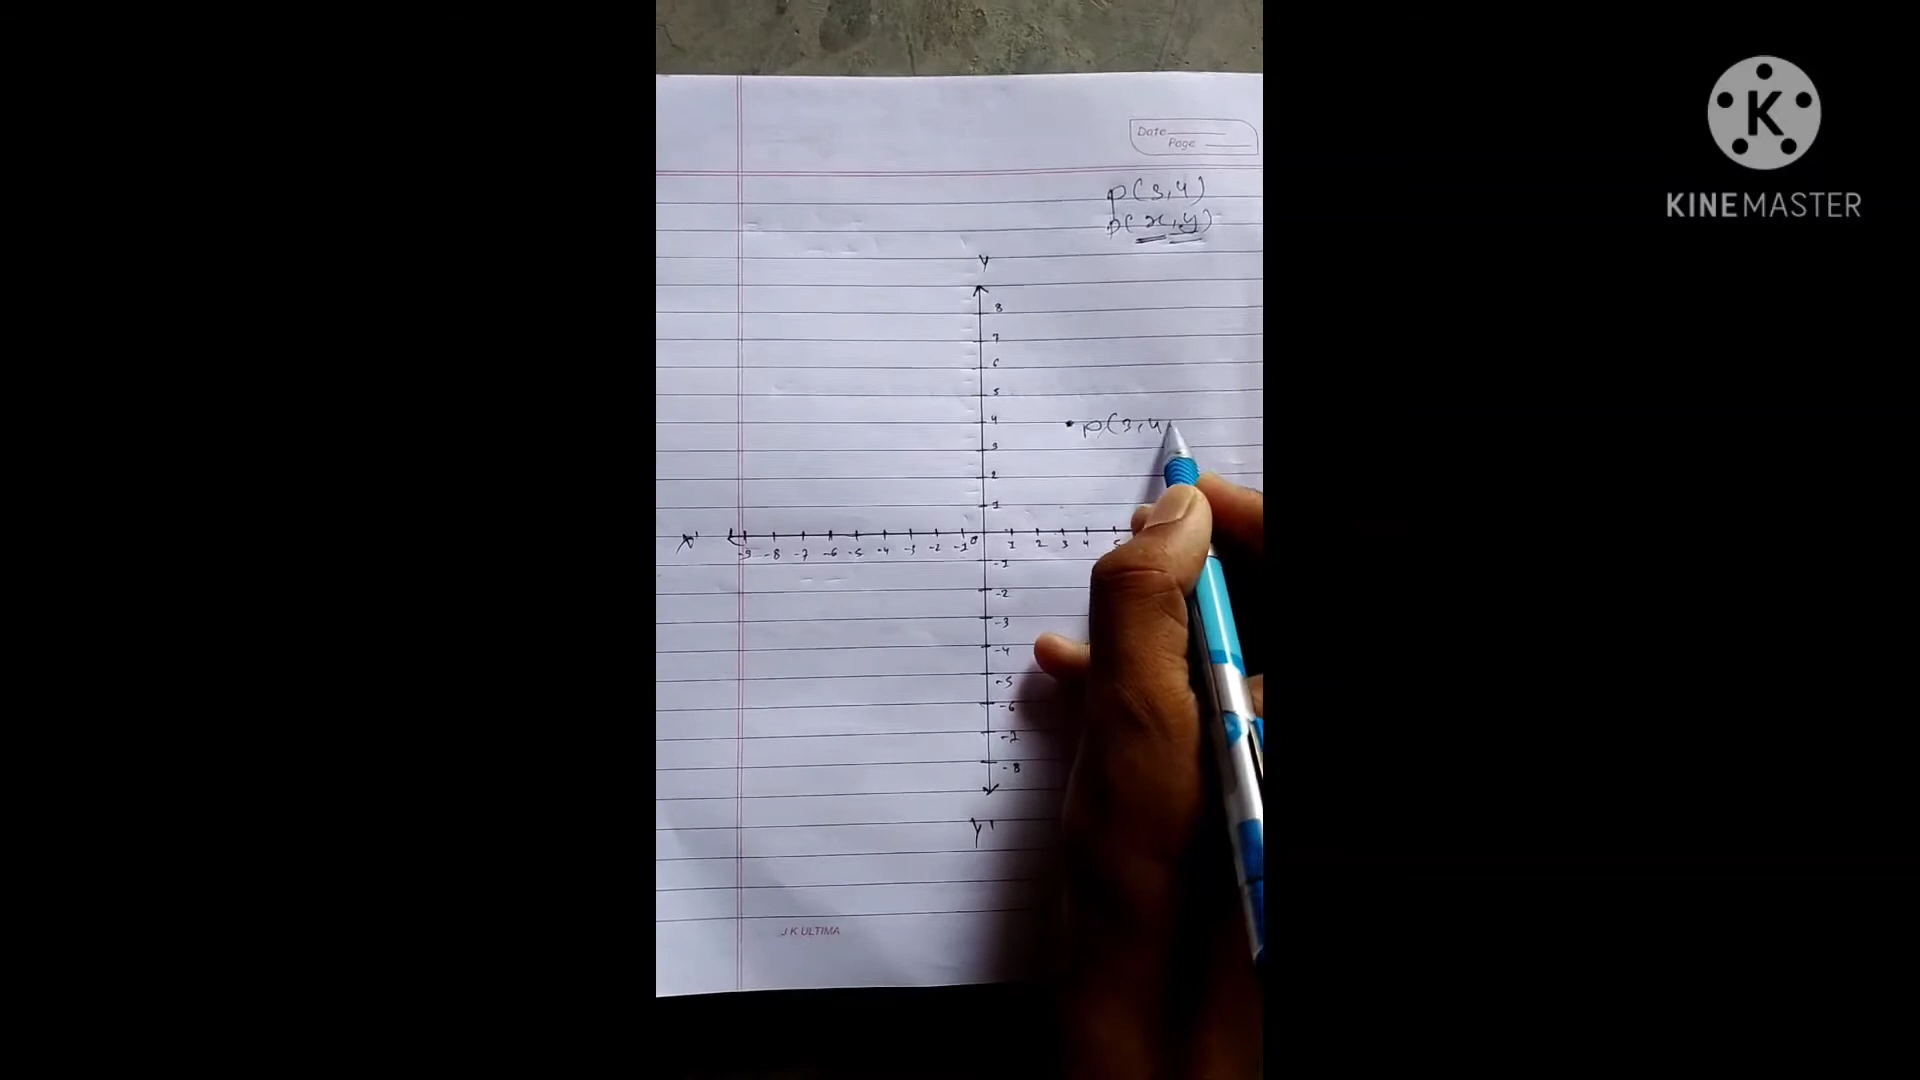 K
KINEMASTER
Date
Page
P(3,4)
P(x,y)
Y
8
7
6
5
4
P(3,4)
3
2
1
X'
-9 -8 -7 -6 -5 -4 -3 -2 -1 0 1 2 3 4 5
-1
-2
-3
-4
-5
-6
-7
-8
Y'
J K ULTIMA